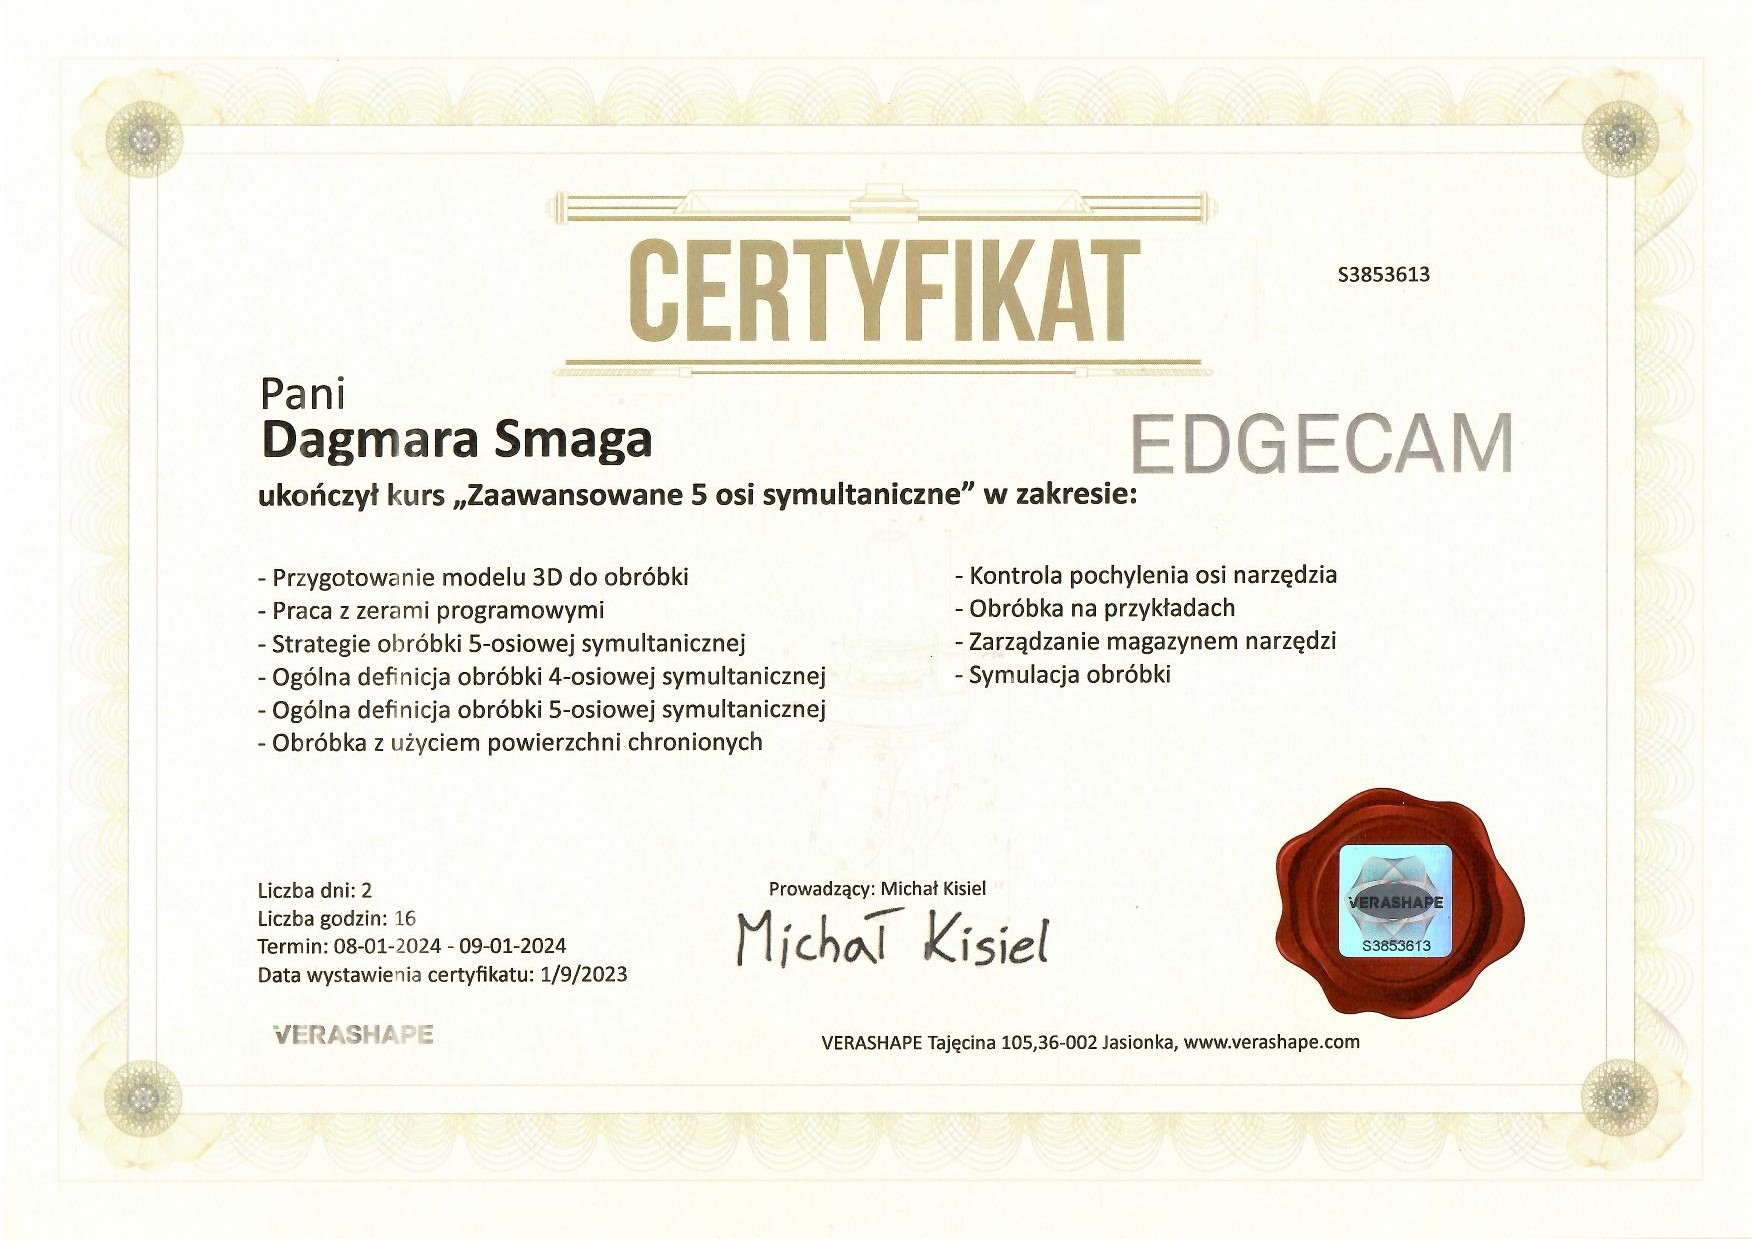 CERTYFIKAT
S3853613
Pani
Dagmara Smaga
EDGECAM
ukończył kurs „Zaawansowane 5 osi symultaniczne” w zakresie:
- Przygotowanie modelu 3D do obróbki
- Praca z zerami programowymi
- Strategie obróbki 5-osiowej symultanicznej
- Ogólna definicja obróbki 4-osiowej symultanicznej
- Ogólna definicja obróbki 5-osiowej symultanicznej
- Obróbka z użyciem powierzchni chronionych
- Kontrola pochylenia osi narzędzia
- Obróbka na przykładach
- Zarządzanie magazynem narzędzi
- Symulacja obróbki
Liczba dni: 2
Liczba godzin: 16
Termin: 08-01-2024 - 09-01-2024
Data wystawienia certyfikatu: 1/9/2023
Prowadzący: Michał Kisiel
Michał Kisiel
VERASHAPE
S3853613
VERASHAPE
VERASHAPE Tajęcina 105,36-002 Jasionka, www.verashape.com